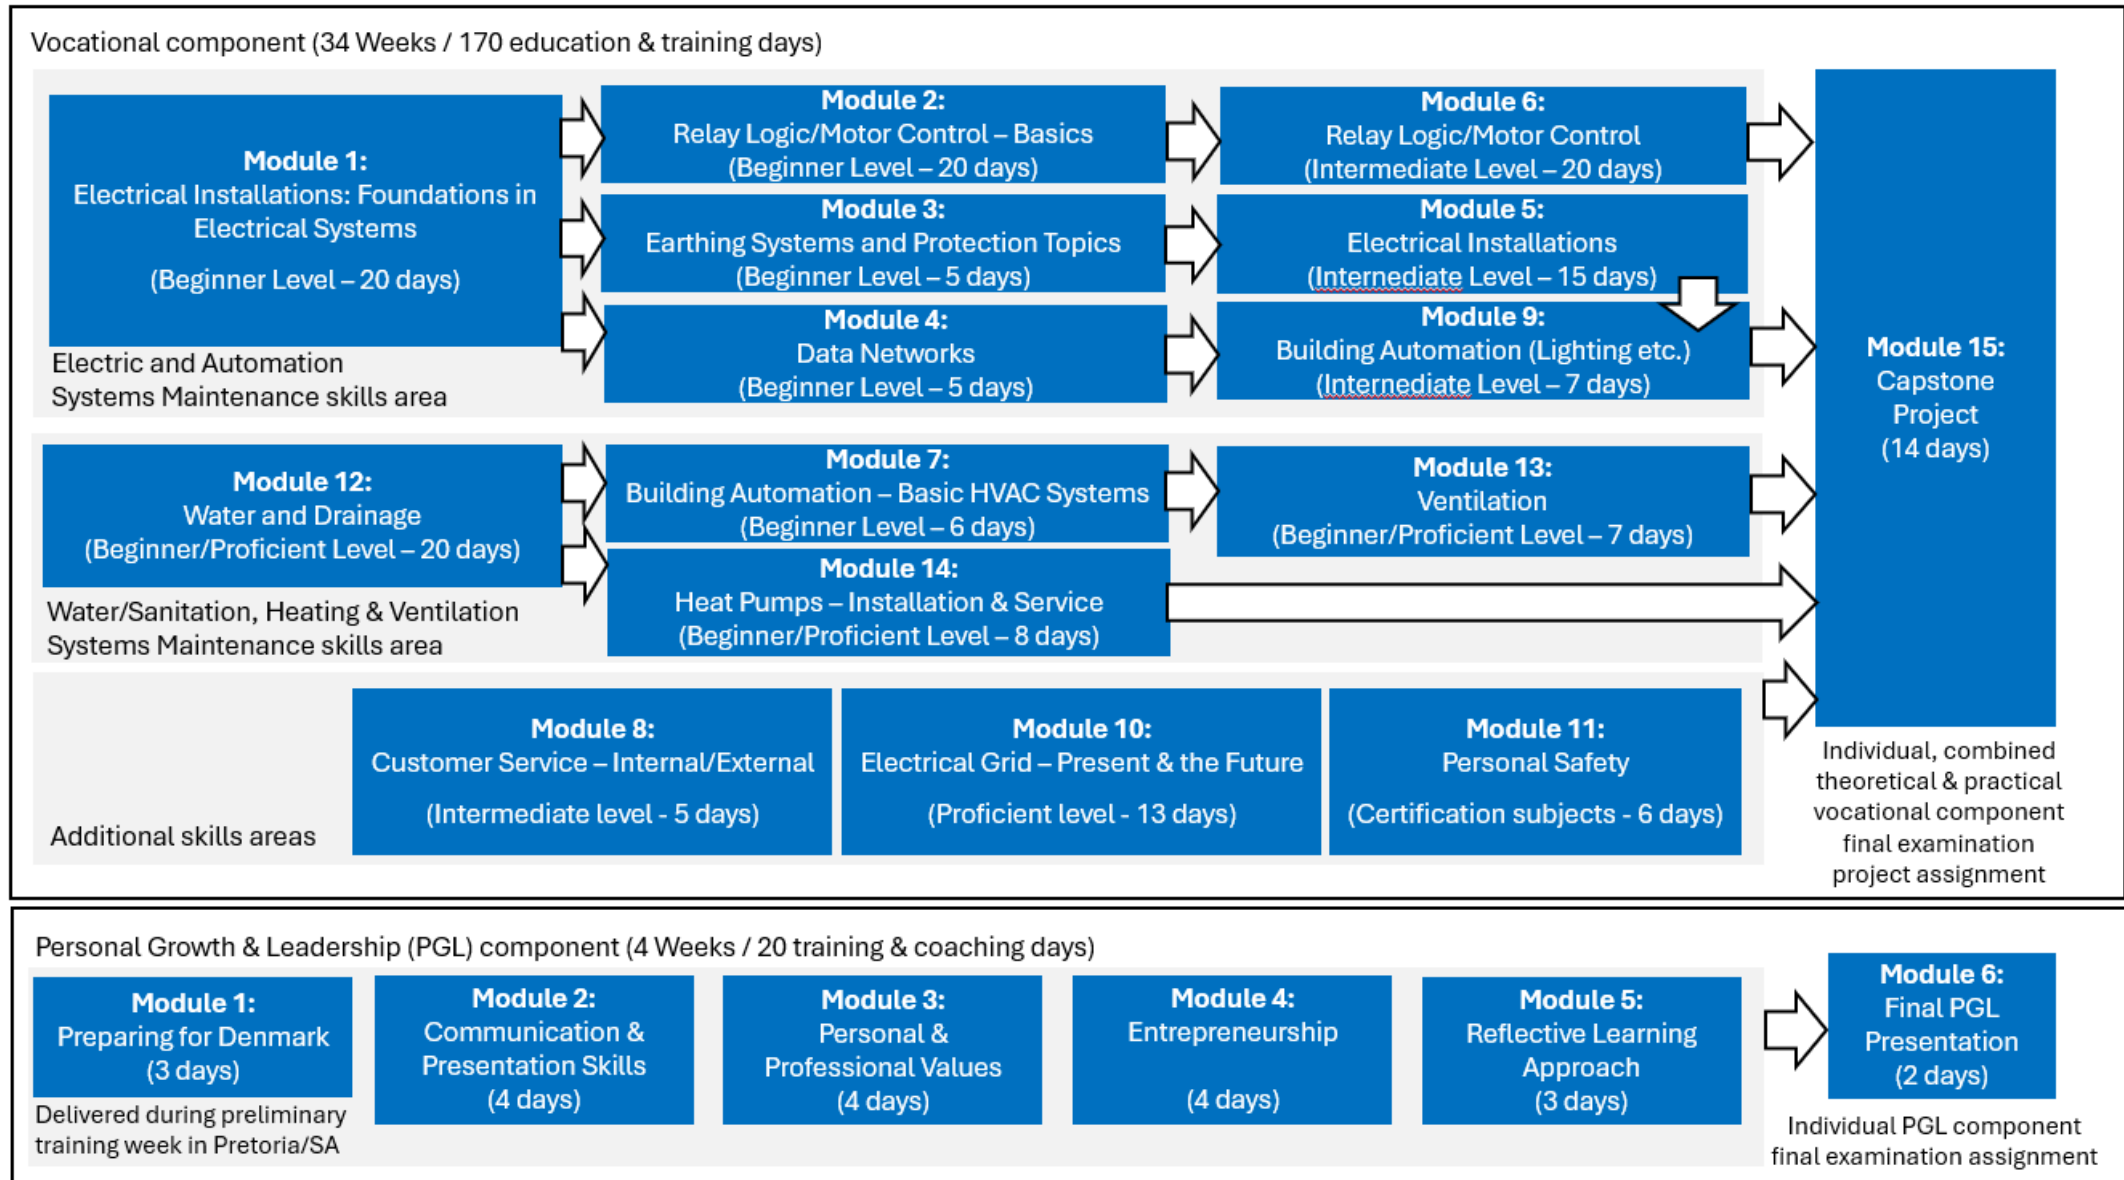 Vocational component (34 Weeks / 170 education & training days)
Module 1:
Electrical Installations: Foundations in
Electrical Systems
(Beginner Level – 20 days)
Electric and Automation
Systems Maintenance skills area
Module 2:
Relay Logic/Motor Control – Basics
(Beginner Level – 20 days)
Module 6:
Relay Logic/Motor Control
(Intermediate Level – 20 days)
Module 3:
Earthing Systems and Protection Topics
(Beginner Level – 5 days)
Module 5:
Electrical Installations
(Internediate Level – 15 days)
Module 4:
Data Networks
(Beginner Level – 5 days)
Module 9:
Building Automation (Lighting etc.)
(Internediate Level – 7 days)
Module 12:
Water and Drainage
(Beginner/Proficient Level – 20 days)
Water/Sanitation, Heating & Ventilation
Systems Maintenance skills area
Module 7:
Building Automation – Basic HVAC Systems
(Beginner Level – 6 days)
Module 13:
Ventilation
(Beginner/Proficient Level – 7 days)
Module 14:
Heat Pumps – Installation & Service
(Beginner/Proficient Level – 8 days)
Additional skills areas
Module 8:
Customer Service – Internal/External
(Intermediate level - 5 days)
Module 10:
Electrical Grid – Present & the Future
(Proficient level - 13 days)
Module 11:
Personal Safety
(Certification subjects - 6 days)
Module 15:
Capstone
Project
(14 days)
Individual, combined
theoretical & practical
vocational component
final examination
project assignment
Personal Growth & Leadership (PGL) component (4 Weeks / 20 training & coaching days)
Module 1:
Preparing for Denmark
(3 days)
Delivered during preliminary
training week in Pretoria/SA
Module 2:
Communication &
Presentation Skills
(4 days)
Module 3:
Personal &
Professional Values
(4 days)
Module 4:
Entrepreneurship
(4 days)
Module 5:
Reflective Learning
Approach
(3 days)
Module 6:
Final PGL
Presentation
(2 days)
Individual PGL component
final examination assignment